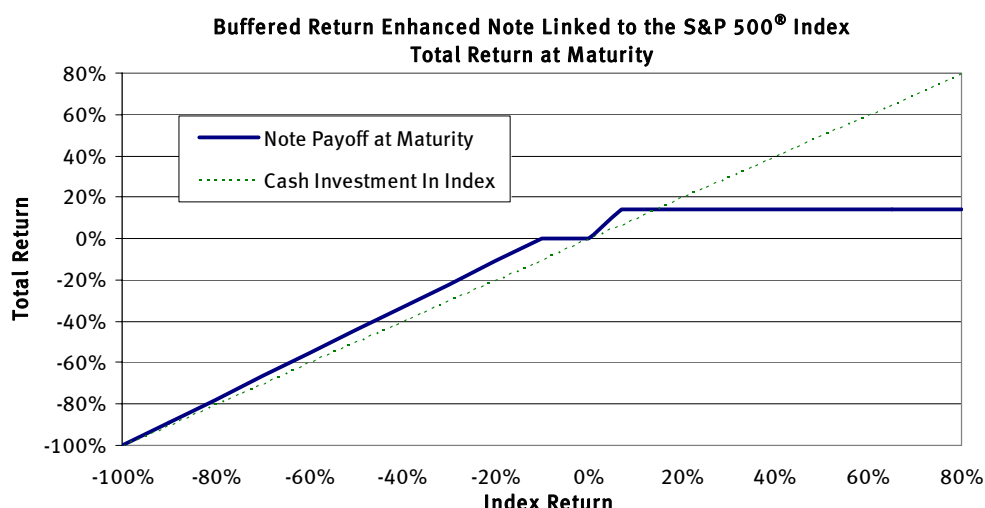 Buffered Return Enhanced Note Linked to the S&P 500® Index
Total Return at Maturity
80%
60%
40%
20%
0%
-20%
-40%
-60%
-80%
-100%
Total Return
Note Payoff at Maturity
Cash Investment In Index
-100% -80% -60% -40% -20% 0% 20% 40% 60% 80%
Index Return